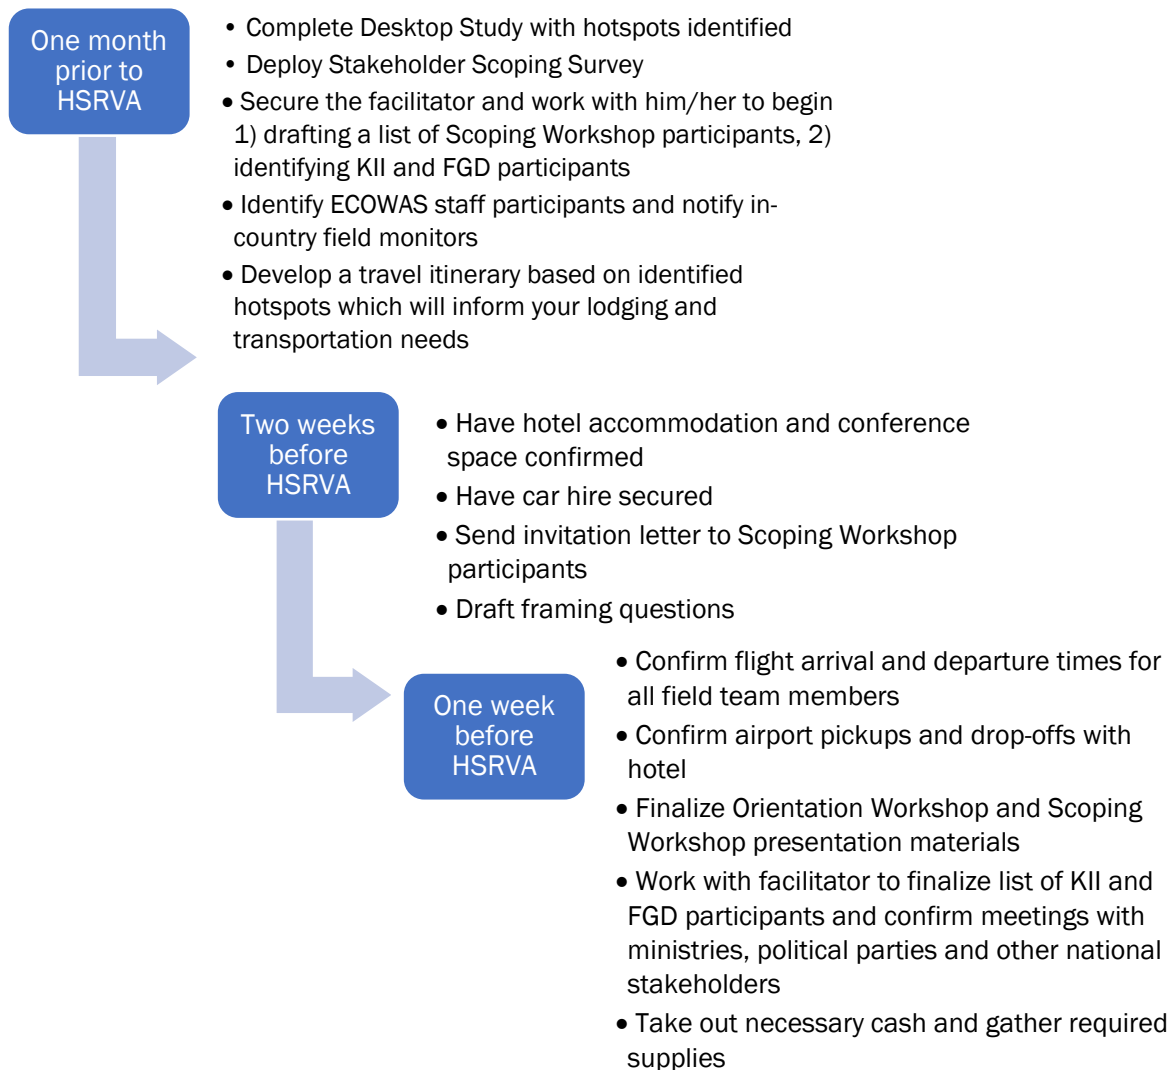 One month
prior to
HSRVA
• Complete Desktop Study with hotspots identified
• Deploy Stakeholder Scoping Survey
• Secure the facilitator and work with him/her to begin
1) drafting a list of Scoping Workshop participants, 2)
identifying KII and FGD participants
• Identify ECOWAS staff participants and notify in-
country field monitors
• Develop a travel itinerary based on identified
hotspots which will inform your lodging and
transportation needs
Two weeks
before
HSRVA
• Have hotel accommodation and conference
space confirmed
• Have car hire secured
• Send invitation letter to Scoping Workshop
participants
• Draft framing questions
One week
before
HSRVA
• Confirm flight arrival and departure times for
all field team members
• Confirm airport pickups and drop-offs with
hotel
• Finalize Orientation Workshop and Scoping
Workshop presentation materials
• Work with facilitator to finalize list of KII and
FGD participants and confirm meetings with
ministries, political parties and other national
stakeholders
• Take out necessary cash and gather required
supplies